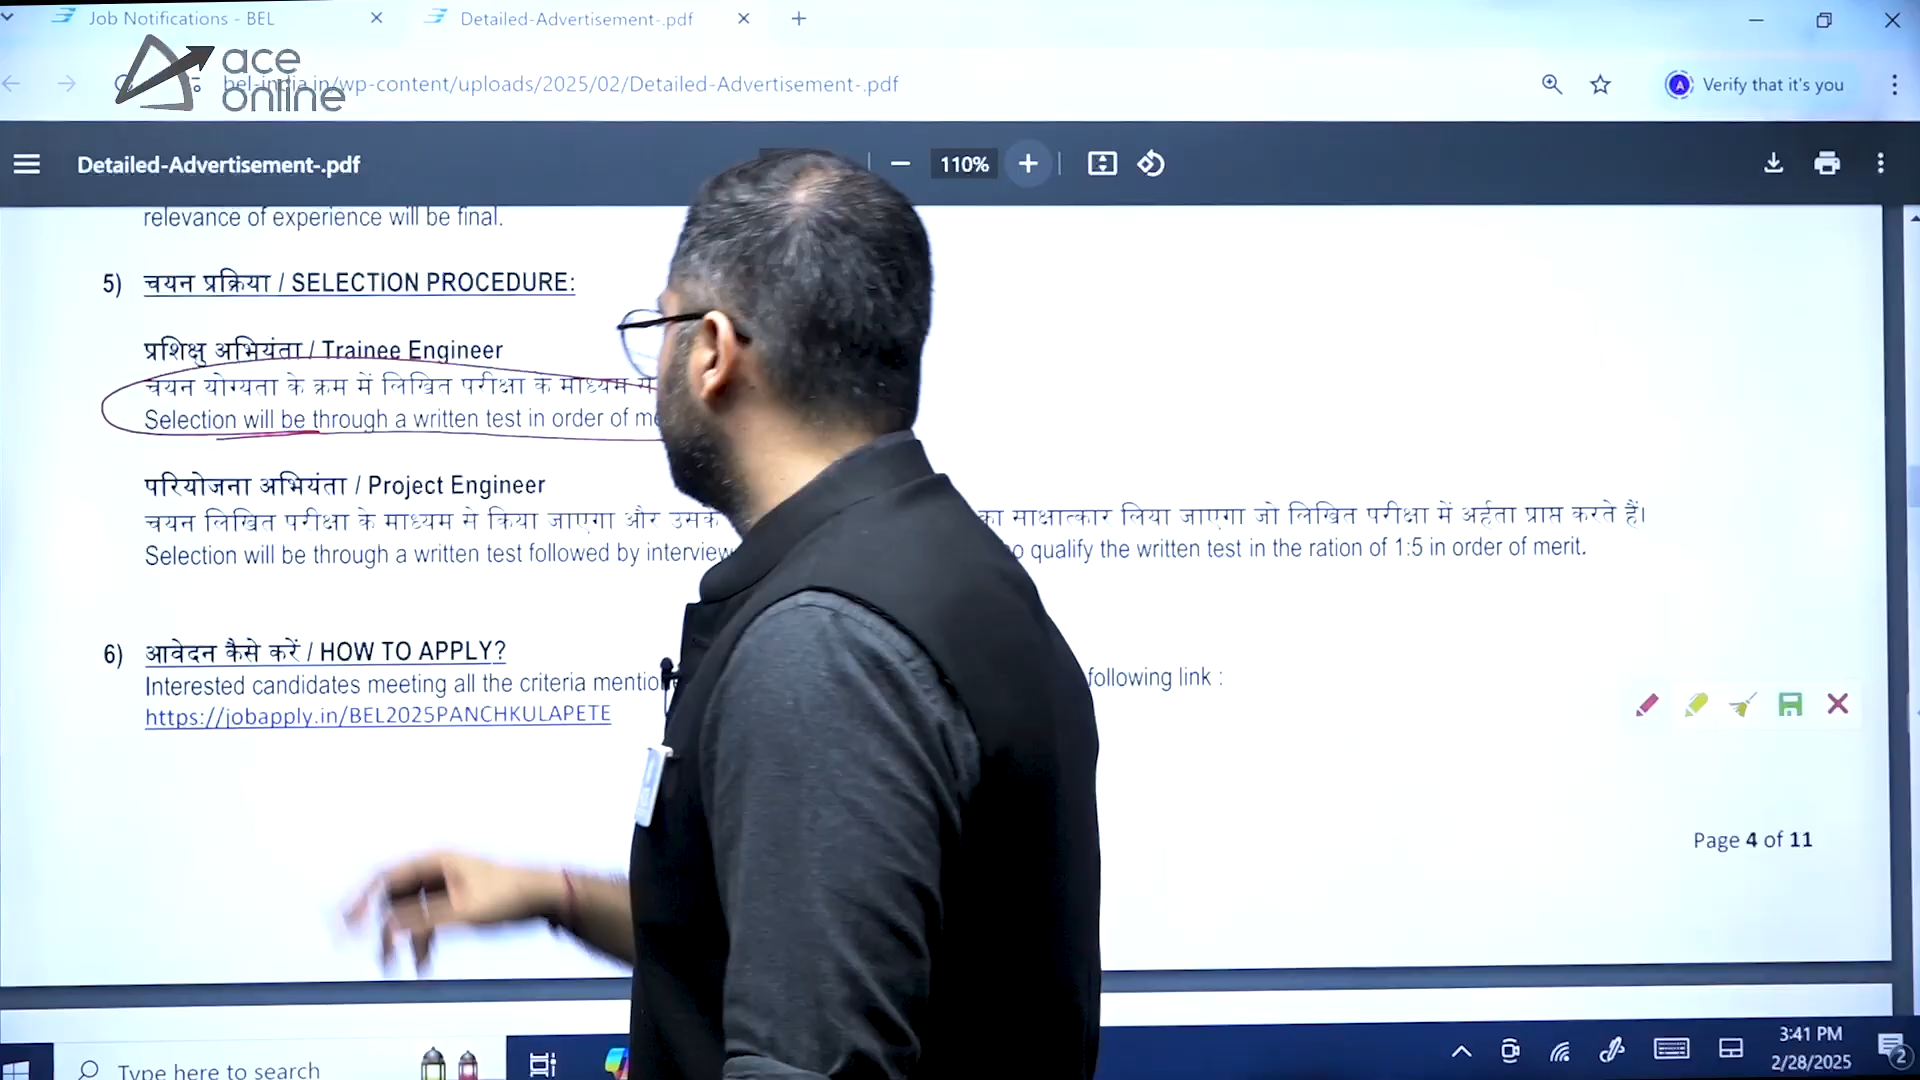 Job Notifications - BEL
Detailed-Advertisement-.pdf
ace
online
bel-india.in/wp-content/uploads/2025/02/Detailed-Advertisement-.pdf
Verify that it's you
Detailed-Advertisement-.pdf
110%
relevance of experience will be final.
5) चयन प्रक्रिया / SELECTION PROCEDURE:
प्रशिक्षु अभियंता / Trainee Engineer
चयन योग्यता के क्रम में लिखित परीक्षा के माध्यम
Selection will be through a written test in order of
परियोजना अभियंता / Project Engineer
चयन लिखित परीक्षा के माध्यम से किया जाएगा और उसके का साक्षात्कार लिया जाएगा जो लिखित परीक्षा में अर्हता प्राप्त करते हैं।
Selection will be through a written test followed by interview qualify the written test in the ration of 1:5 in order of merit.
6) आवेदन कैसे करें / HOW TO APPLY?
Interested candidates meeting all the criteria following link :
https://jobapply.in/BEL2025PANCHKULAPETE
Page 4 of 11
Type here to search
3:41 PM
2/28/2025
2